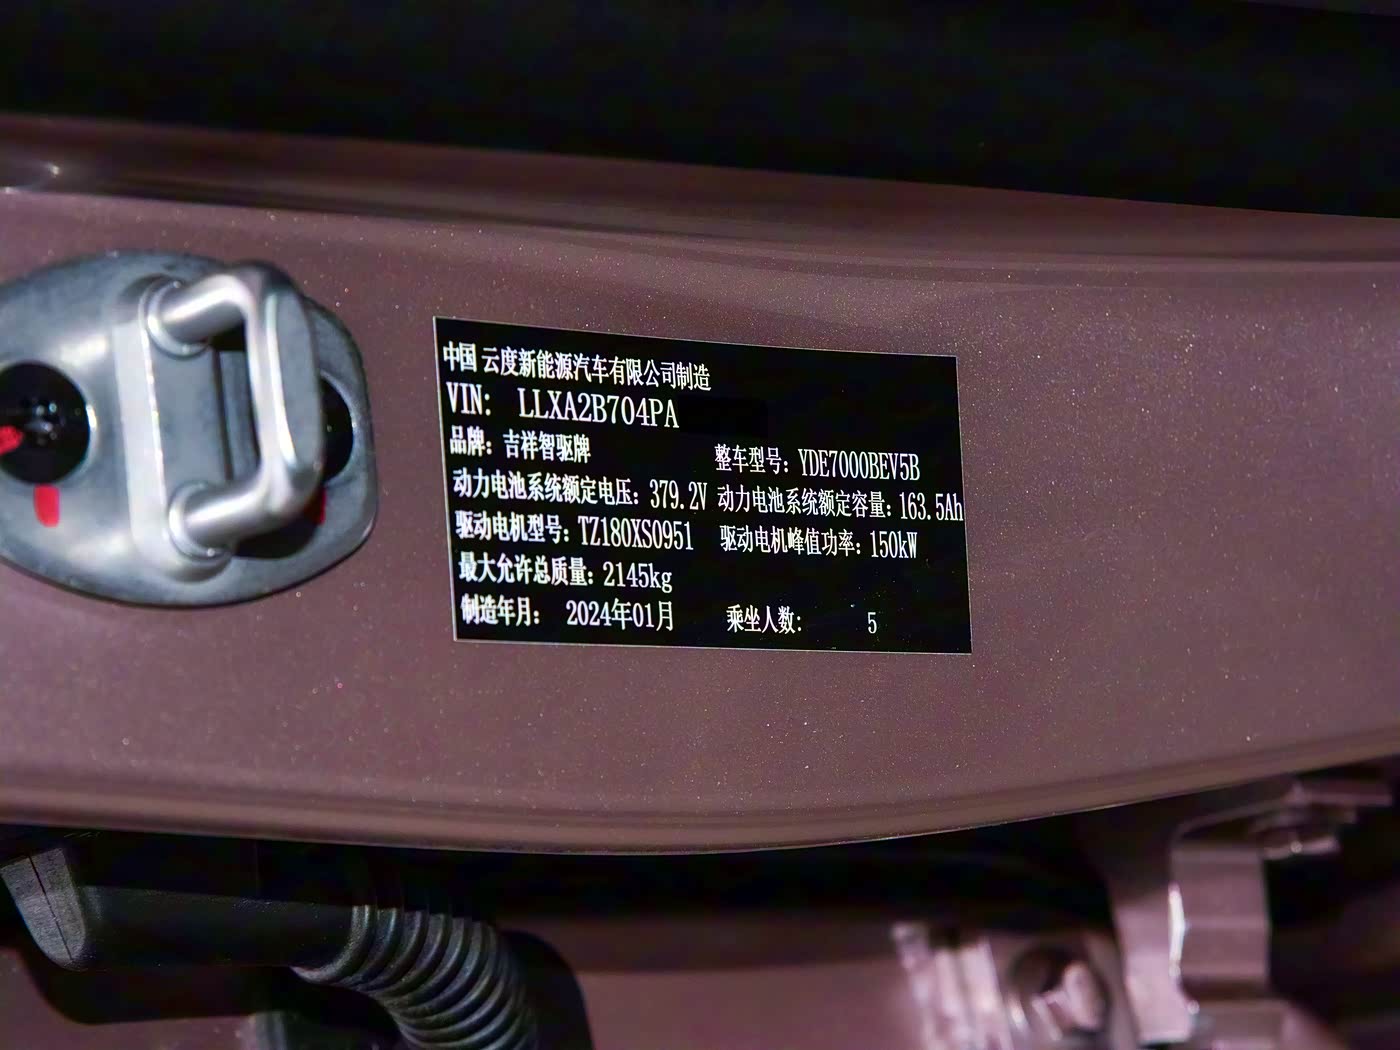 中国 云度新能源汽车有限公司制造
VIN: LLXA2B704PA
品牌: 吉祥智驱牌 整车型号: YDE7000BEV5B
动力电池系统额定电压: 379.2V 动力电池系统额定容量: 163.5Ah
驱动电机型号: TZ180XS0951 驱动电机峰值功率: 150kW
最大允许总质量: 2145kg
制造年月: 2024年01月 乘坐人数: 5